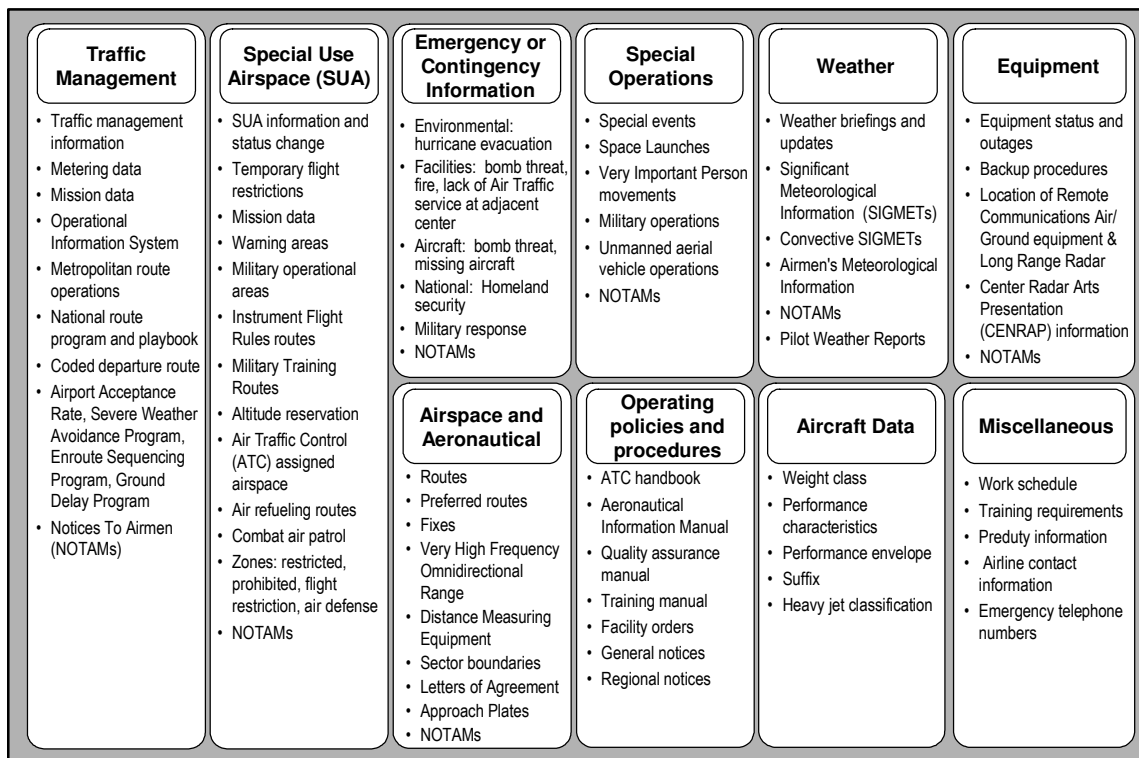 Traffic
Management
• Traffic management
information
• Metering data
• Mission data
• Operational
Information System
• Metropolitan route
operations
• National route
program and playbook
• Coded departure route
• Airport Acceptance
Rate, Severe Weather
Avoidance Program,
Enroute Sequencing
Program, Ground
Delay Program
• Notices To Airmen
(NOTAMs)
Special Use
Airspace (SUA)
• SUA information and
status change
• Temporary flight
restrictions
• Mission data
• Warning areas
• Military operational
areas
• Instrument Flight
Rules routes
• Military Training
Routes
• Altitude reservation
• Air Traffic Control
(ATC) assigned
airspace
• Air refueling routes
• Combat air patrol
• Zones: restricted,
prohibited, flight
restriction, air defense
• NOTAMs
Emergency or
Contingency
Information
• Environmental:
hurricane evacuation
• Facilities: bomb threat,
fire, lack of Air Traffic
service at adjacent
center
• Aircraft: bomb threat,
missing aircraft
• National: Homeland
security
• Military response
• NOTAMs
Special
Operations
• Special events
• Space Launches
• Very Important Person
movements
• Military operations
• Unmanned aerial
vehicle operations
• NOTAMs
Weather
• Weather briefings and
updates
• Significant
Meteorological
Information (SIGMETs)
• Convective SIGMETs
• Airmen's Meteorological
Information
• NOTAMs
• Pilot Weather Reports
Equipment
• Equipment status and
outages
• Backup procedures
• Location of Remote
Communications Air/
Ground equipment &
Long Range Radar
• Center Radar Arts
Presentation
(CENRAP) information
• NOTAMs
Airspace and
Aeronautical
• Routes
• Preferred routes
• Fixes
• Very High Frequency
Omnidirectional
Range
• Distance Measuring
Equipment
• Sector boundaries
• Letters of Agreement
• Approach Plates
• NOTAMs
Operating
policies and
procedures
• ATC handbook
• Aeronautical
Information Manual
• Quality assurance
manual
• Training manual
• Facility orders
• General notices
• Regional notices
Aircraft Data
• Weight class
• Performance
characteristics
• Performance envelope
• Suffix
• Heavy jet classification
Miscellaneous
• Work schedule
• Training requirements
• Preduty information
• Airline contact
information
• Emergency telephone
numbers